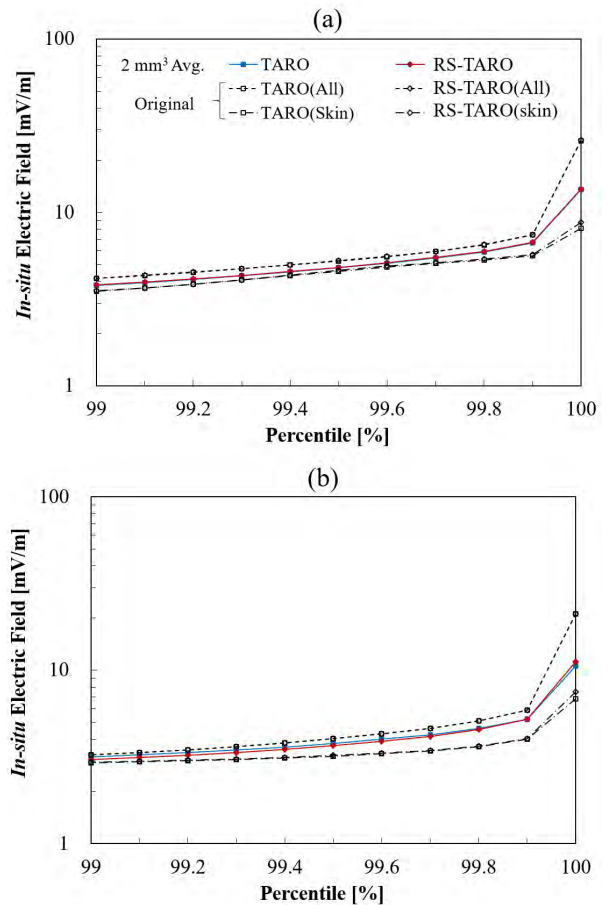 (a)
100
10
1
In-situ Electric Field [mV/m]
2 mm³ Avg. TARO RS-TARO
Original TARO(All) RS-TARO(All)
TARO(Skin) RS-TARO(skin)
99 99.2 99.4 99.6 99.8 100
Percentile [%]
(b)
100
10
1
In-situ Electric Field [mV/m]
99 99.2 99.4 99.6 99.8 100
Percentile [%]